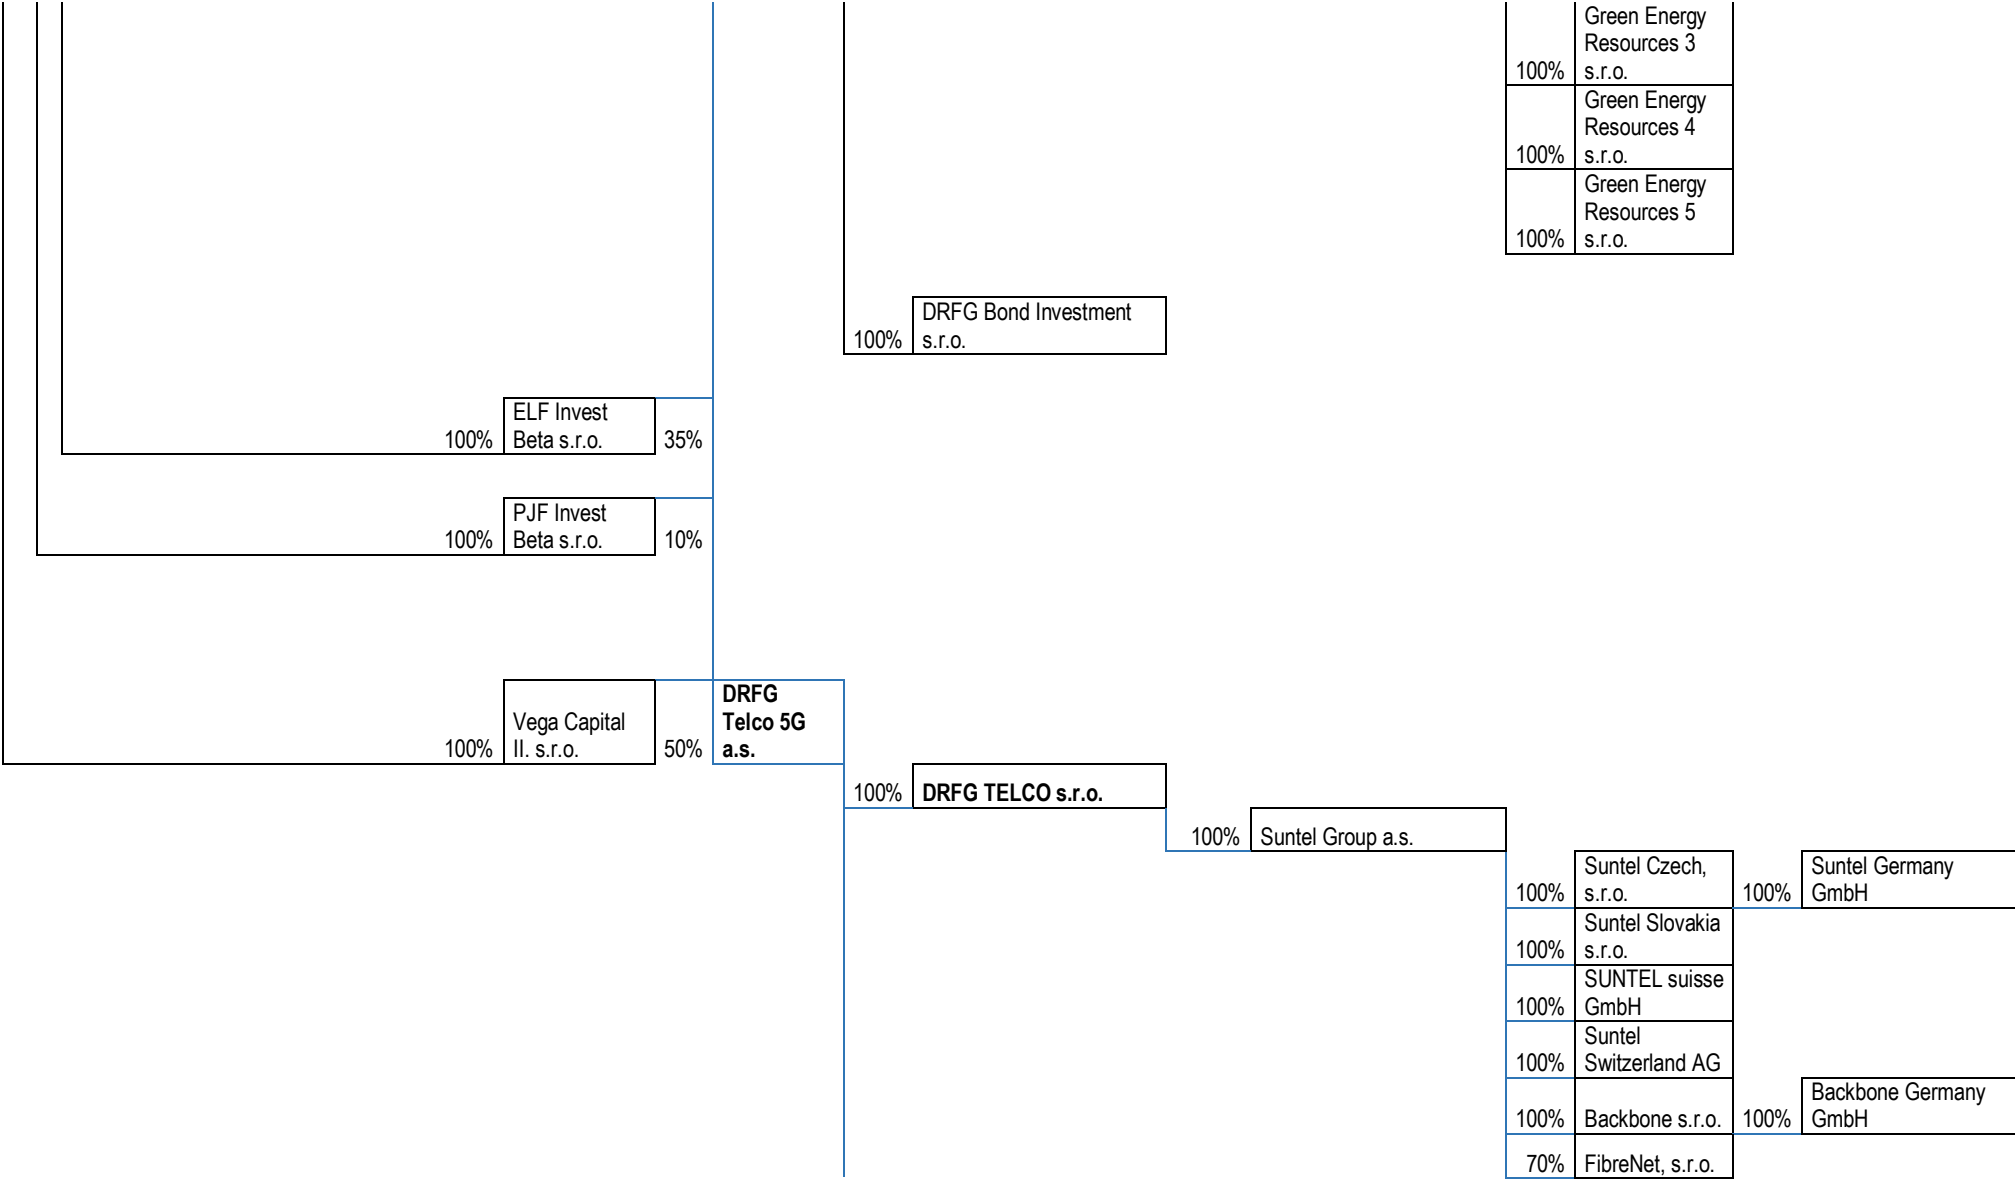 Green Energy
Resources 3
100% s.r.o.
Green Energy
Resources 4
100% s.r.o.
Green Energy
Resources 5
100% s.r.o.
DRFG Bond Investment
100% s.r.o.
ELF Invest
100% Beta s.r.o. 35%
PJF Invest
100% Beta s.r.o. 10%
DRFG
Vega Capital Telco 5G
100% II. s.r.o. 50% a.s.
100% DRFG TELCO s.r.o.
100% Suntel Group a.s.
Suntel Czech, Suntel Germany
100% s.r.o. 100% GmbH
Suntel Slovakia
100% s.r.o.
SUNTEL suisse
100% GmbH
Suntel
100% Switzerland AG
Backbone Germany
100% Backbone s.r.o. 100% GmbH
70% FibreNet, s.r.o.